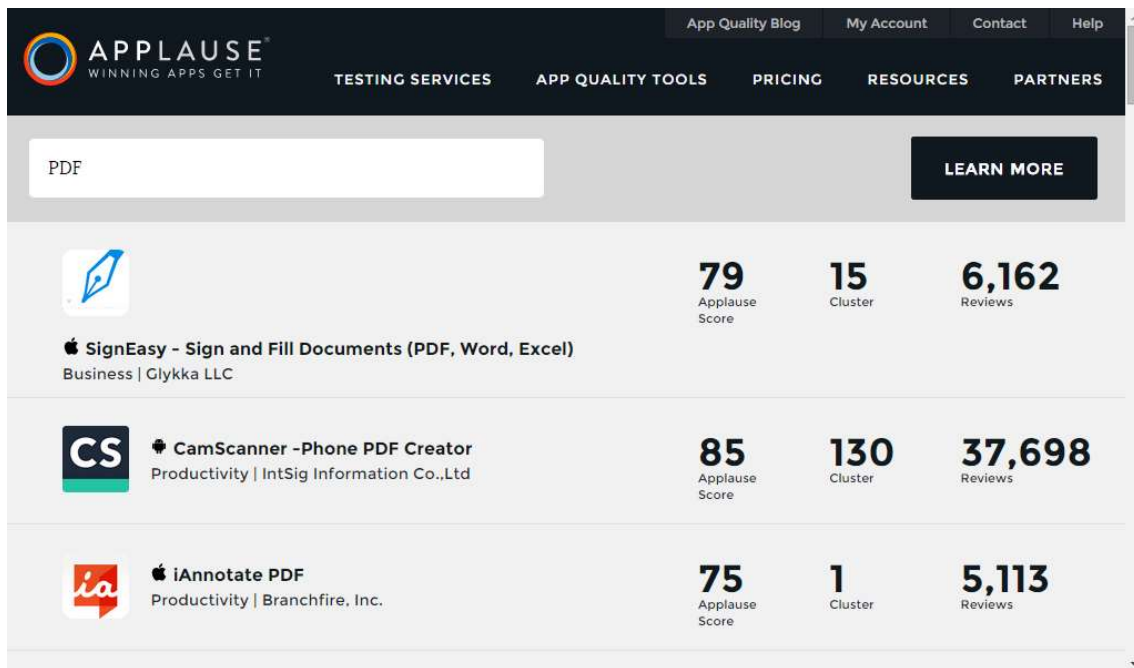 App Quality Blog My Account Contact Help
APPLAUSE®
WINNING APPS GET IT
TESTING SERVICES APP QUALITY TOOLS PRICING RESOURCES PARTNERS
PDF
LEARN MORE
79 15 6,162
Applause Score Cluster Reviews
SignEasy - Sign and Fill Documents (PDF, Word, Excel)
Business | Glykka LLC
CS
CamScanner -Phone PDF Creator
Productivity | IntSig Information Co.,Ltd
85 130 37,698
Applause Score Cluster Reviews
ia
iAnnotate PDF
Productivity | Branchfire, Inc.
75 1 5,113
Applause Score Cluster Reviews